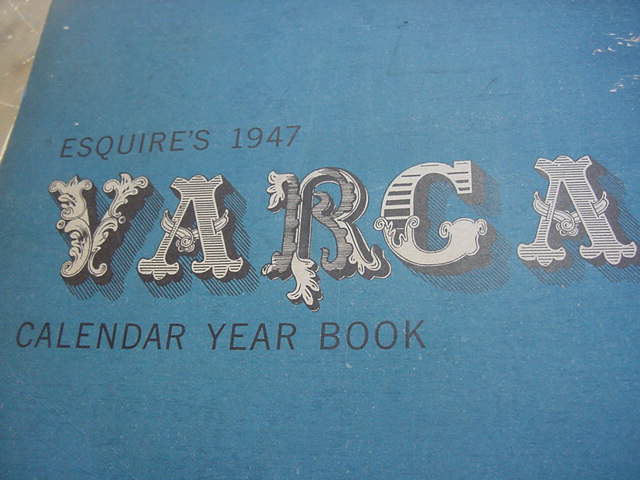 ESQUIRE'S 1947
VARGA
CALENDAR YEAR BOOK